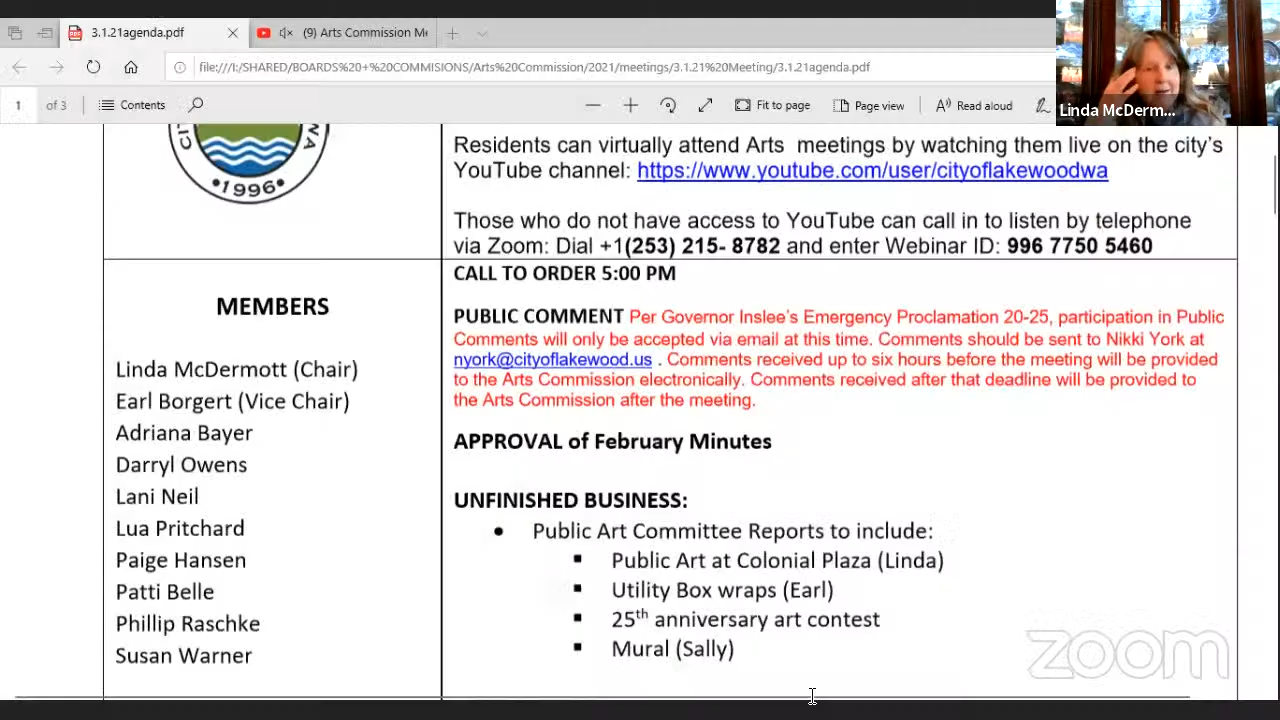 3.1.21agenda.pdf
(9) Arts Commission Me
file:///I:/SHARED/BOARDS%20+%20COMMISIONS/Arts%20Commission/2021/meetings/3.1.21%20Meeting/3.1.21agenda.pdf
1 of 3
Contents
Fit to page
Page view
Read aloud
Linda McDerm...
1996
Residents can virtually attend Arts meetings by watching them live on the city's
YouTube channel: https://www.youtube.com/user/cityoflakewoodwa
Those who do not have access to YouTube can call in to listen by telephone
via Zoom: Dial +1(253) 215- 8782 and enter Webinar ID: 996 7750 5460
MEMBERS
Linda McDermott (Chair)
Earl Borgert (Vice Chair)
Adriana Bayer
Darryl Owens
Lani Neil
Lua Pritchard
Paige Hansen
Patti Belle
Phillip Raschke
Susan Warner
CALL TO ORDER 5:00 PM
PUBLIC COMMENT Per Governor Inslee's Emergency Proclamation 20-25, participation in Public
Comments will only be accepted via email at this time. Comments should be sent to Nikki York at
nyork@cityoflakewood.us . Comments received up to six hours before the meeting will be provided
to the Arts Commission electronically. Comments received after that deadline will be provided to
the Arts Commission after the meeting.
APPROVAL of February Minutes
UNFINISHED BUSINESS:
• Public Art Committee Reports to include:
▪ Public Art at Colonial Plaza (Linda)
▪ Utility Box wraps (Earl)
▪ 25th anniversary art contest
▪ Mural (Sally)
zoom